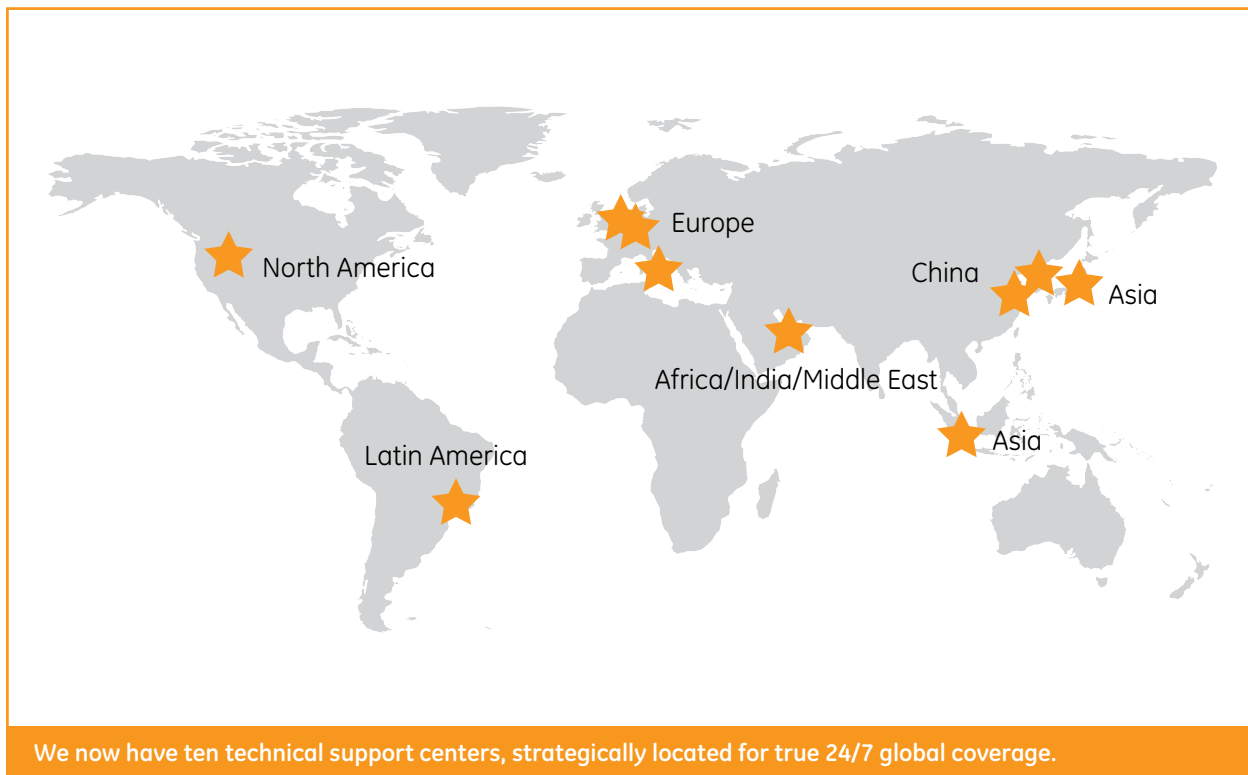 Europe
North America
China
Asia
Africa/India/Middle East
Asia
Latin America
We now have ten technical support centers, strategically located for true 24/7 global coverage.